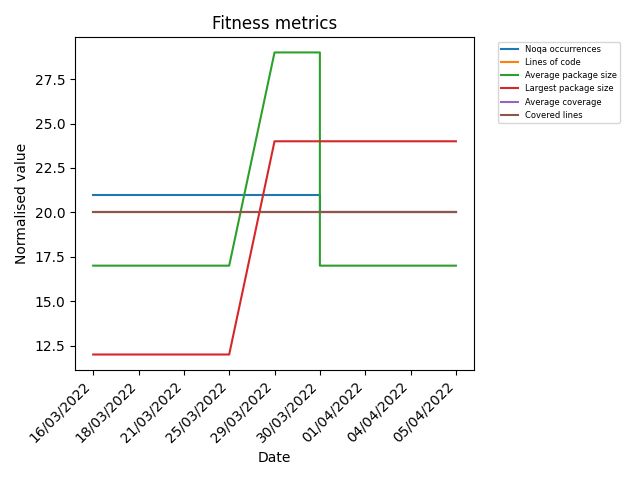 Fitness metrics
Noqa occurrences
Lines of code
Average package size
Largest package size
Average coverage
Covered lines
Normalised value
27.5
25.0
22.5
20.0
17.5
15.0
12.5
16/03/2022
18/03/2022
21/03/2022
25/03/2022
29/03/2022
30/03/2022
01/04/2022
04/04/2022
05/04/2022
Date